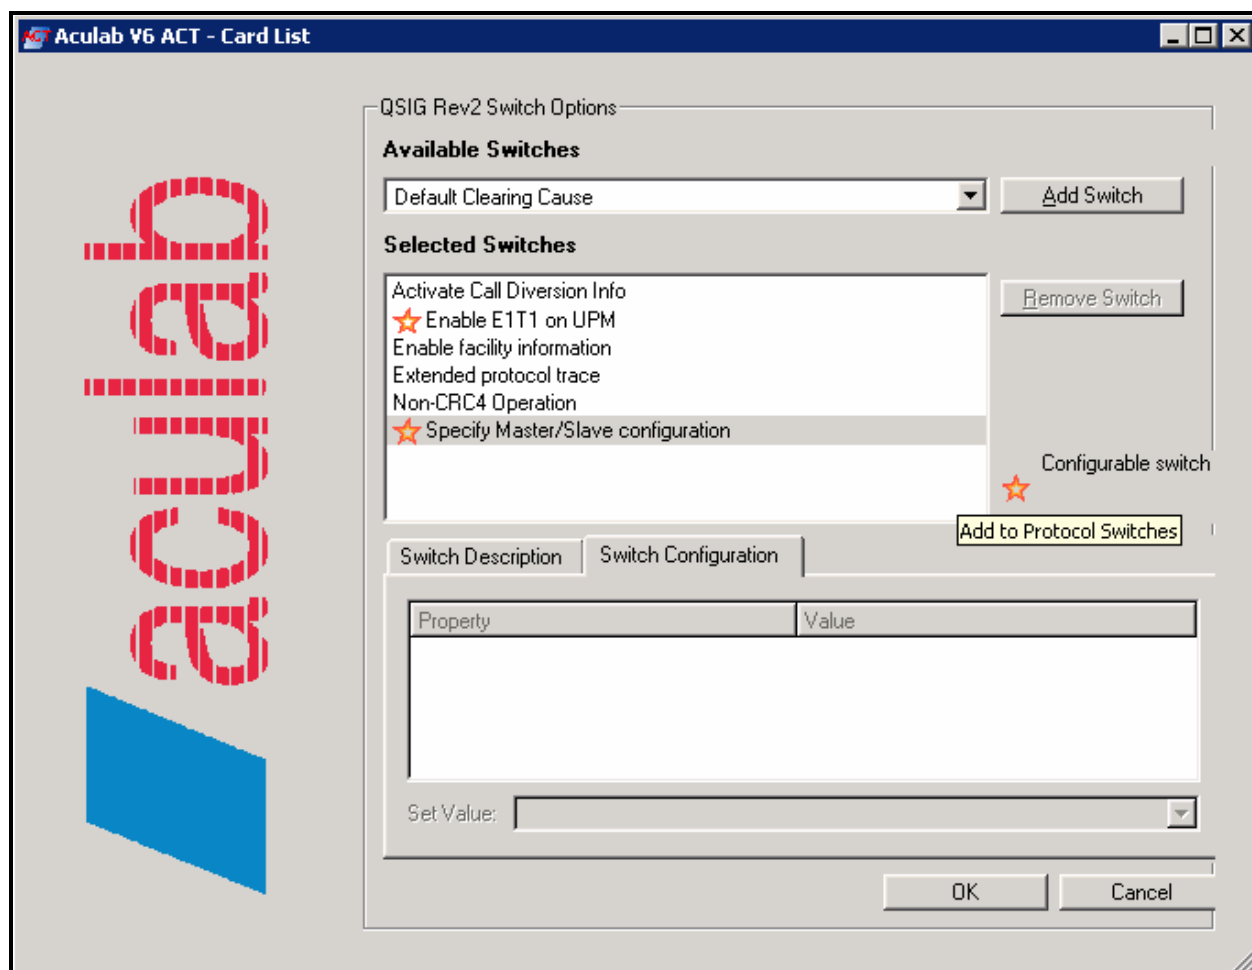 ACT Aculab V6 ACT - Card List
aculab
QSIG Rev2 Switch Options
Available Switches
Default Clearing Cause
Add Switch
Selected Switches
Activate Call Diversion Info
Enable E1T1 on UPM
Enable facility information
Extended protocol trace
Non-CRC4 Operation
Specify Master/Slave configuration
Remove Switch
Configurable switch
Add to Protocol Switches
Switch Description
Switch Configuration
Property
Value
Set Value:
OK
Cancel